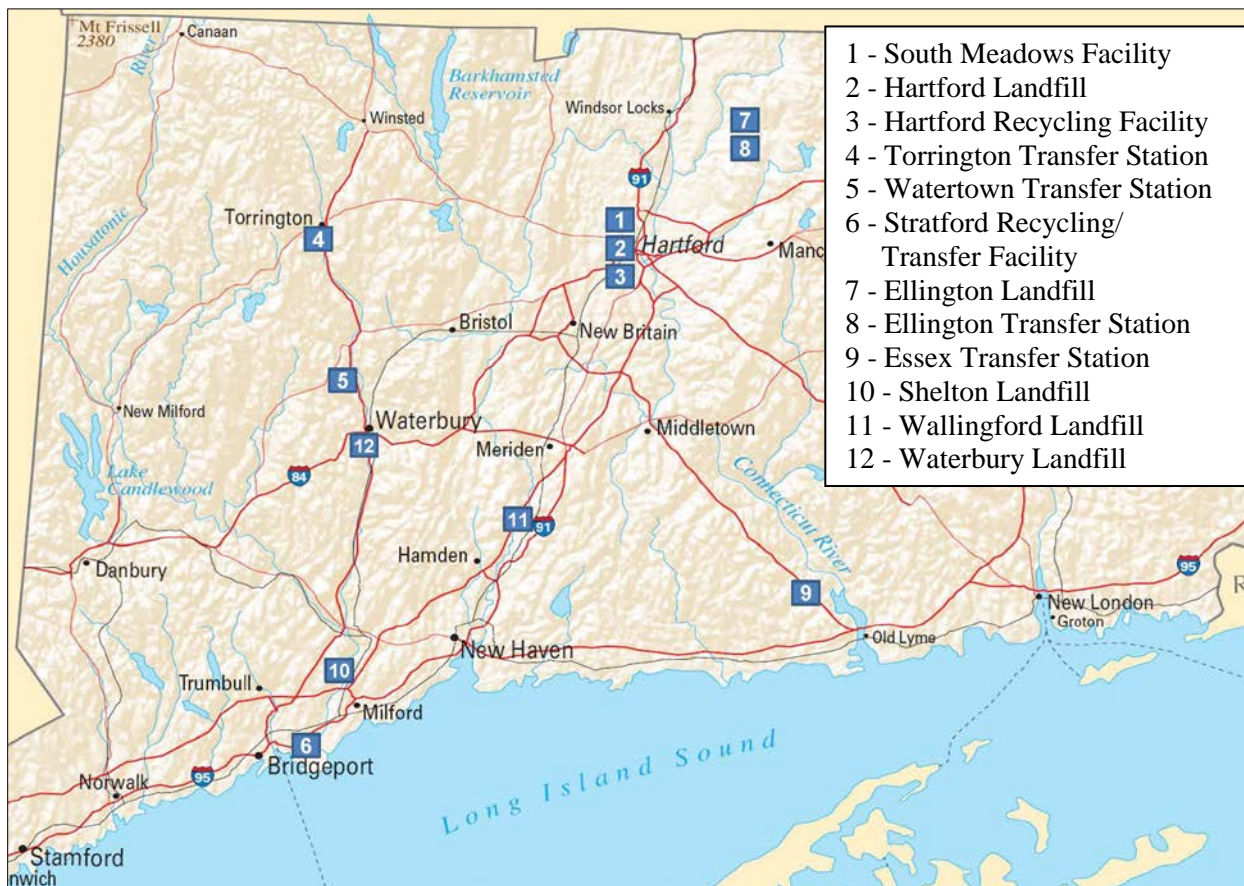 Mt Frissell
2380
Canaan
River
Barkhamsted
Reservoir
Winsted
Windsor Locks
7
8
91
Housatonic
Torrington
4
1
2
3
Hartford
Manc
Bristol
New Britain
5
New Milford
Waterbury
12
Meriden
Middletown
Lake
Candlewood
84
11
91
Connecticut River
Hamden
Danbury
9
95
R
New London
Groton
Old Lyme
New Haven
10
Trumbull
Milford
6
Bridgeport
95
Norwalk
Long Island Sound
Stamford
nwich
1 - South Meadows Facility
2 - Hartford Landfill
3 - Hartford Recycling Facility
4 - Torrington Transfer Station
5 - Watertown Transfer Station
6 - Stratford Recycling/
Transfer Facility
7 - Ellington Landfill
8 - Ellington Transfer Station
9 - Essex Transfer Station
10 - Shelton Landfill
11 - Wallingford Landfill
12 - Waterbury Landfill